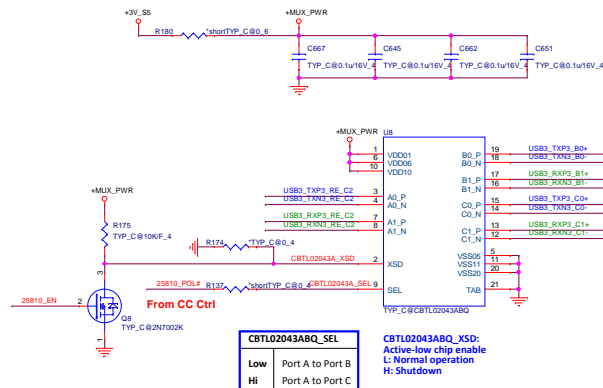 +3V_S5
+MUX_PWR
R180
*shortTYP_C@0_6
C667
C645
C662
C651
TYP_C@0.1u/16V_4
TYP_C@0.1u/16V_4
TYP_C@0.1u/16V_4
TYP_C@0.1u/16V_4
+MUX_PWR
U8
1
6
10
VDD01
VDD06
VDD10
B0_P
B0_N
19
18
USB3_TXP3_B0+
USB3_TXN3_B0-
B1_P
B1_N
17
16
USB3_RXP3_B1+
USB3_RXN3_B1-
USB3_TXP3_RE_C2
USB3_TXN3_RE_C2
3
4
A0_P
A0_N
C0_P
C0_N
15
14
USB3_TXP3_C0+
USB3_TXN3_C0-
USB3_RXP3_RE_C2
USB3_RXN3_RE_C2
7
8
A1_P
A1_N
C1_P
C1_N
13
12
USB3_RXP3_C1+
USB3_RXN3_C1-
+MUX_PWR
R175
TYP_C@10K/F_4
R174
*TYP_C@0_4
CBTL02043A_XSD
2
XSD
VSS05
VSS11
VSS20
5
11
20
25810_POL#
R137
*shortTYP_C@0_4
CBTL02043A_SEL
9
SEL
TAB
21
TYP_C@CBTL02043ABQ
From CC Ctrl
25810_EN
2
3
1
Q8
TYP_C@2N7002K
CBTL02043ABQ_SEL
Low Port A to Port B
Hi Port A to Port C
CBTL02043ABQ_XSD:
Active-low chip enable
L: Normal operation
H: Shutdown